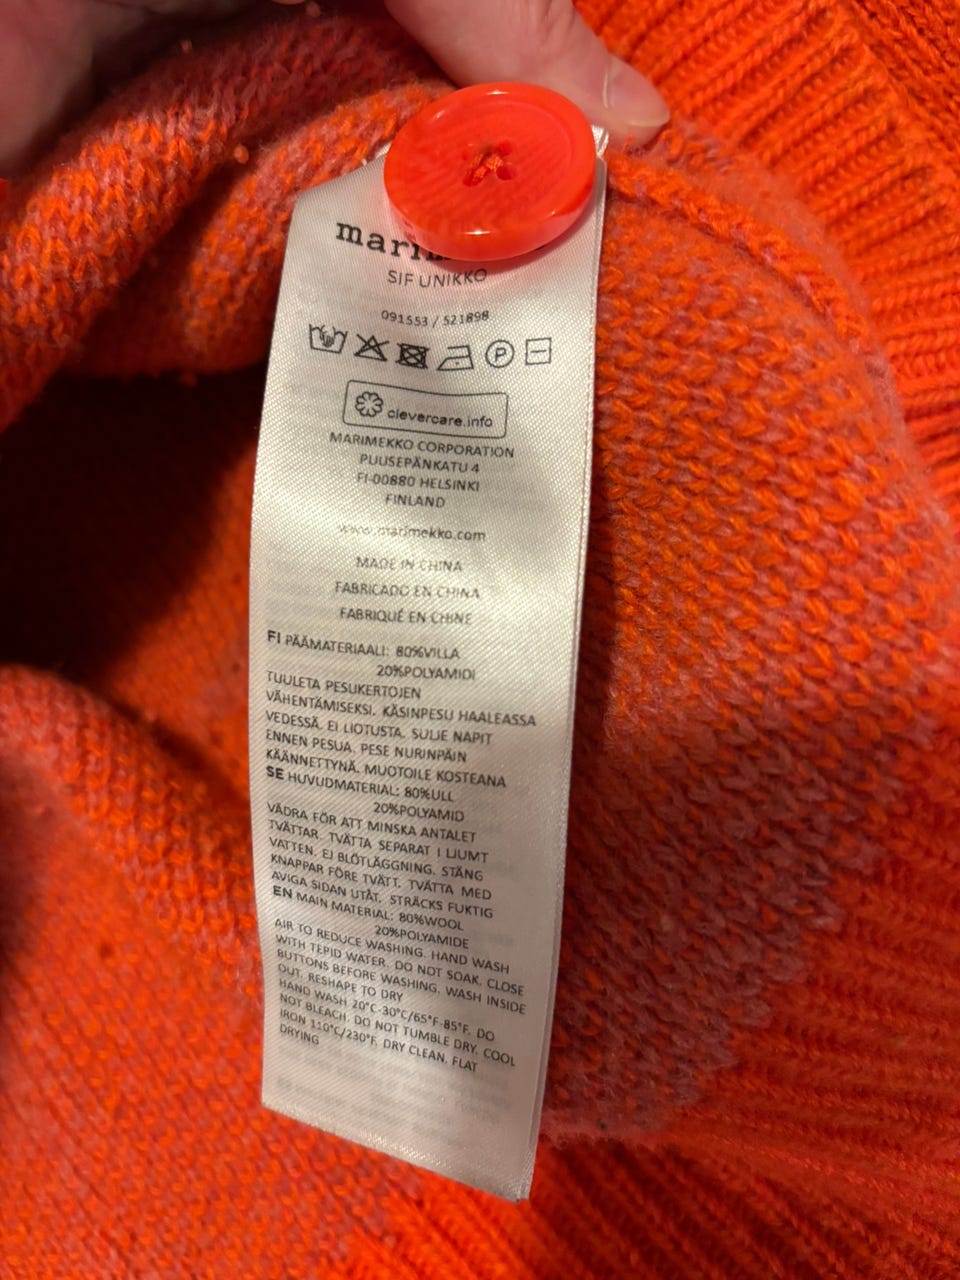 SIF UNIKKO
091553 / 521898
P
clevercare.info
MARIMEKKO CORPORATION
PUUSEPÄNKATU 4
FI-00880 HELSINKI
FINLAND
www.marimekko.com
MADE IN CHINA
FABRICADO EN CHINA
FABRIQUÉ EN CHINE
FI PÄÄMATERIAALI: 80%VILLA
20%POLYAMIDI
TUULETA PESUKERTOJEN
VÄHENTÄMISEKSI. KÄSINPESU HAALEASSA
VEDESSÄ. EI LIOTUSTA. SULJE NAPIT
ENNEN PESUA. PESE NURINPÄIN
KÄÄNNETTYNÄ. MUOTOILE KOSTEANA
SE HUVUDMATERIAL: 80%ULL
20%POLYAMID
VÄDRA FÖR ATT MINSKA ANTALET
TVÄTTAR. TVÄTTA SEPARAT I LJUMT
VATTEN. EJ BLÖTLÄGGNING. STÄNG
KNAPPAR FÖRE TVÄTT. TVÄTTA MED
AVIGA SIDAN UTÅT. STRÄCKS FUKTIG
EN MAIN MATERIAL: 80%WOOL
20%POLYAMIDE
AIR TO REDUCE WASHING. HAND WASH
WITH TEPID WATER. DO NOT SOAK. CLOSE
BUTTONS BEFORE WASHING. WASH INSIDE
OUT. RESHAPE TO DRY
HAND WASH 20°C-30°C/65°F-85°F. DO
NOT BLEACH. DO NOT TUMBLE DRY. COOL
IRON 110°C/230°F. DRY CLEAN. FLAT
DRYING